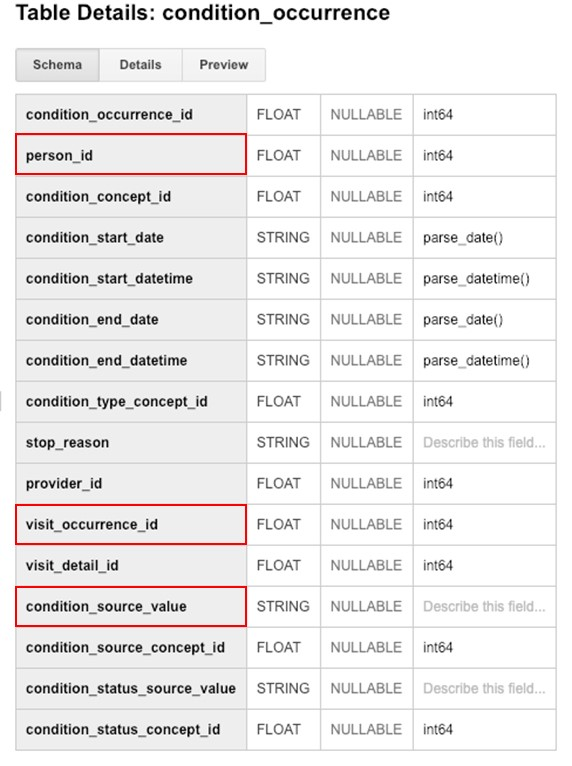 Table Details: condition_occurrence
Schema Details Preview
condition_occurrence_id FLOAT NULLABLE int64
person_id FLOAT NULLABLE int64
condition_concept_id FLOAT NULLABLE int64
condition_start_date STRING NULLABLE parse_date()
condition_start_datetime STRING NULLABLE parse_datetime()
condition_end_date STRING NULLABLE parse_date()
condition_end_datetime STRING NULLABLE parse_datetime()
condition_type_concept_id FLOAT NULLABLE int64
stop_reason STRING NULLABLE Describe this field...
provider_id FLOAT NULLABLE int64
visit_occurrence_id FLOAT NULLABLE int64
visit_detail_id FLOAT NULLABLE int64
condition_source_value STRING NULLABLE Describe this field...
condition_source_concept_id FLOAT NULLABLE int64
condition_status_source_value STRING NULLABLE Describe this field...
condition_status_concept_id FLOAT NULLABLE int64